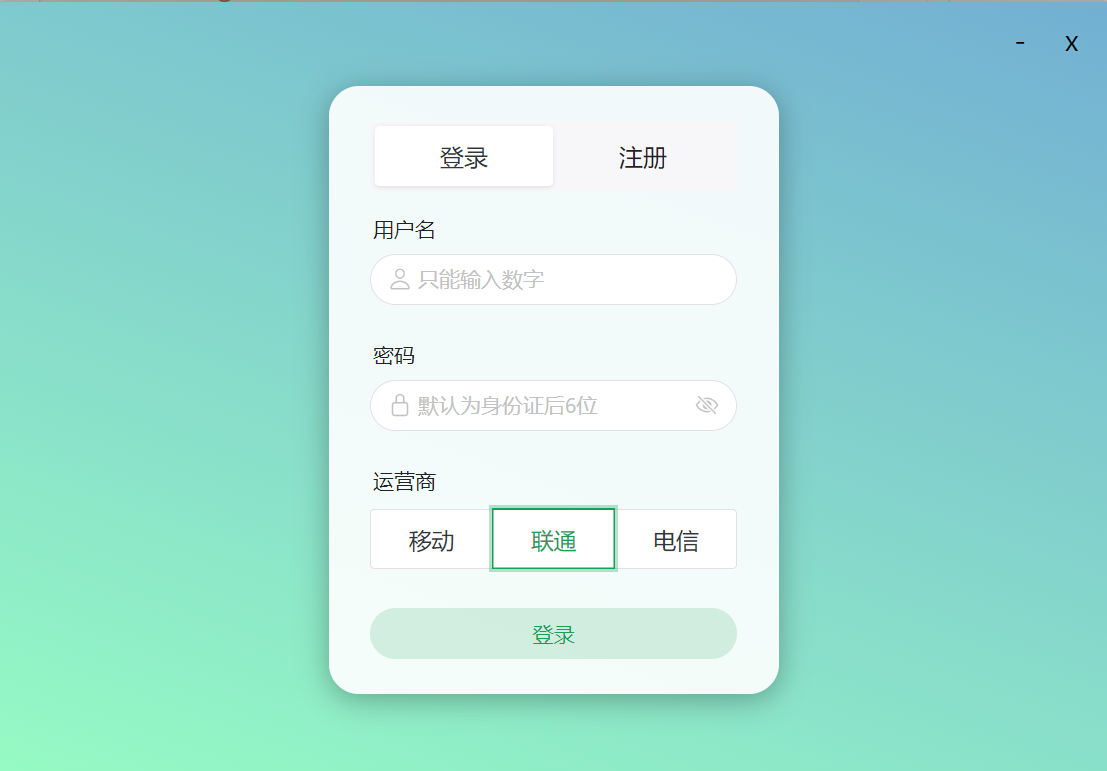 - X
登录 注册
用户名
只能输入数字
密码
默认为身份证后6位
运营商
移动 联通 电信
登录